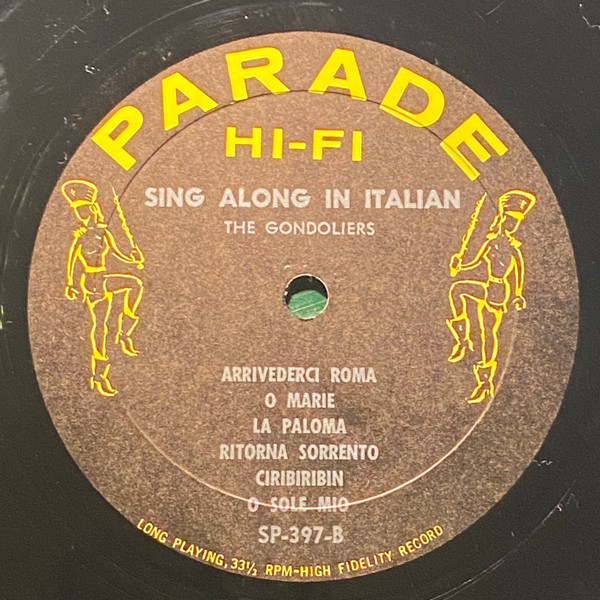 PARADE
HI-FI
SING ALONG IN ITALIAN
THE GONDOLIERS
ARRIVEDERCI ROMA
O MARIE
LA PALOMA
RITORNA SORRENTO
CIRIBIRIBIN
O SOLE MIO
SP-397-B
LONG PLAYING, 33⅓ RPM-HIGH FIDELITY RECORD